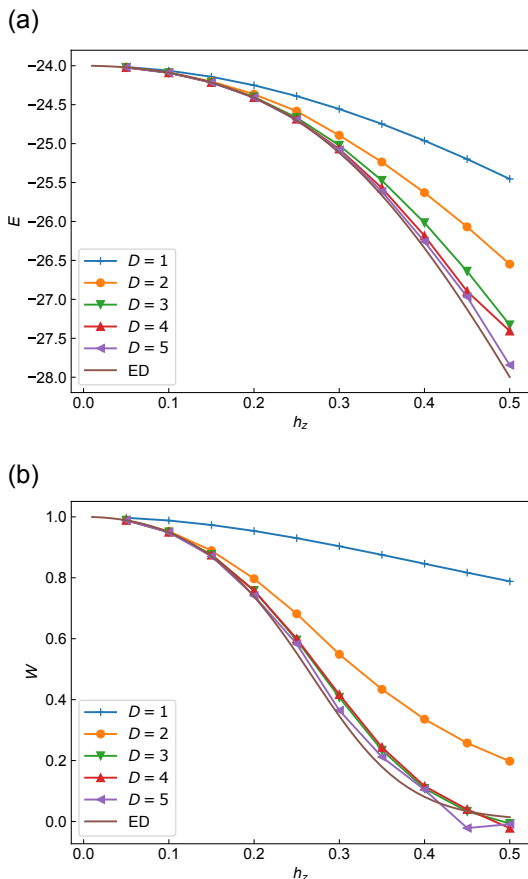 (a)
−24.0
−24.5
−25.0
−25.5
−26.0
−26.5
−27.0
−27.5
−28.0
E
D = 1
D = 2
D = 3
D = 4
D = 5
ED
0.0 0.1 0.2 0.3 0.4 0.5
h_z
(b)
1.0
0.8
0.6
0.4
0.2
0.0
W
D = 1
D = 2
D = 3
D = 4
D = 5
ED
0.0 0.1 0.2 0.3 0.4 0.5
h_z